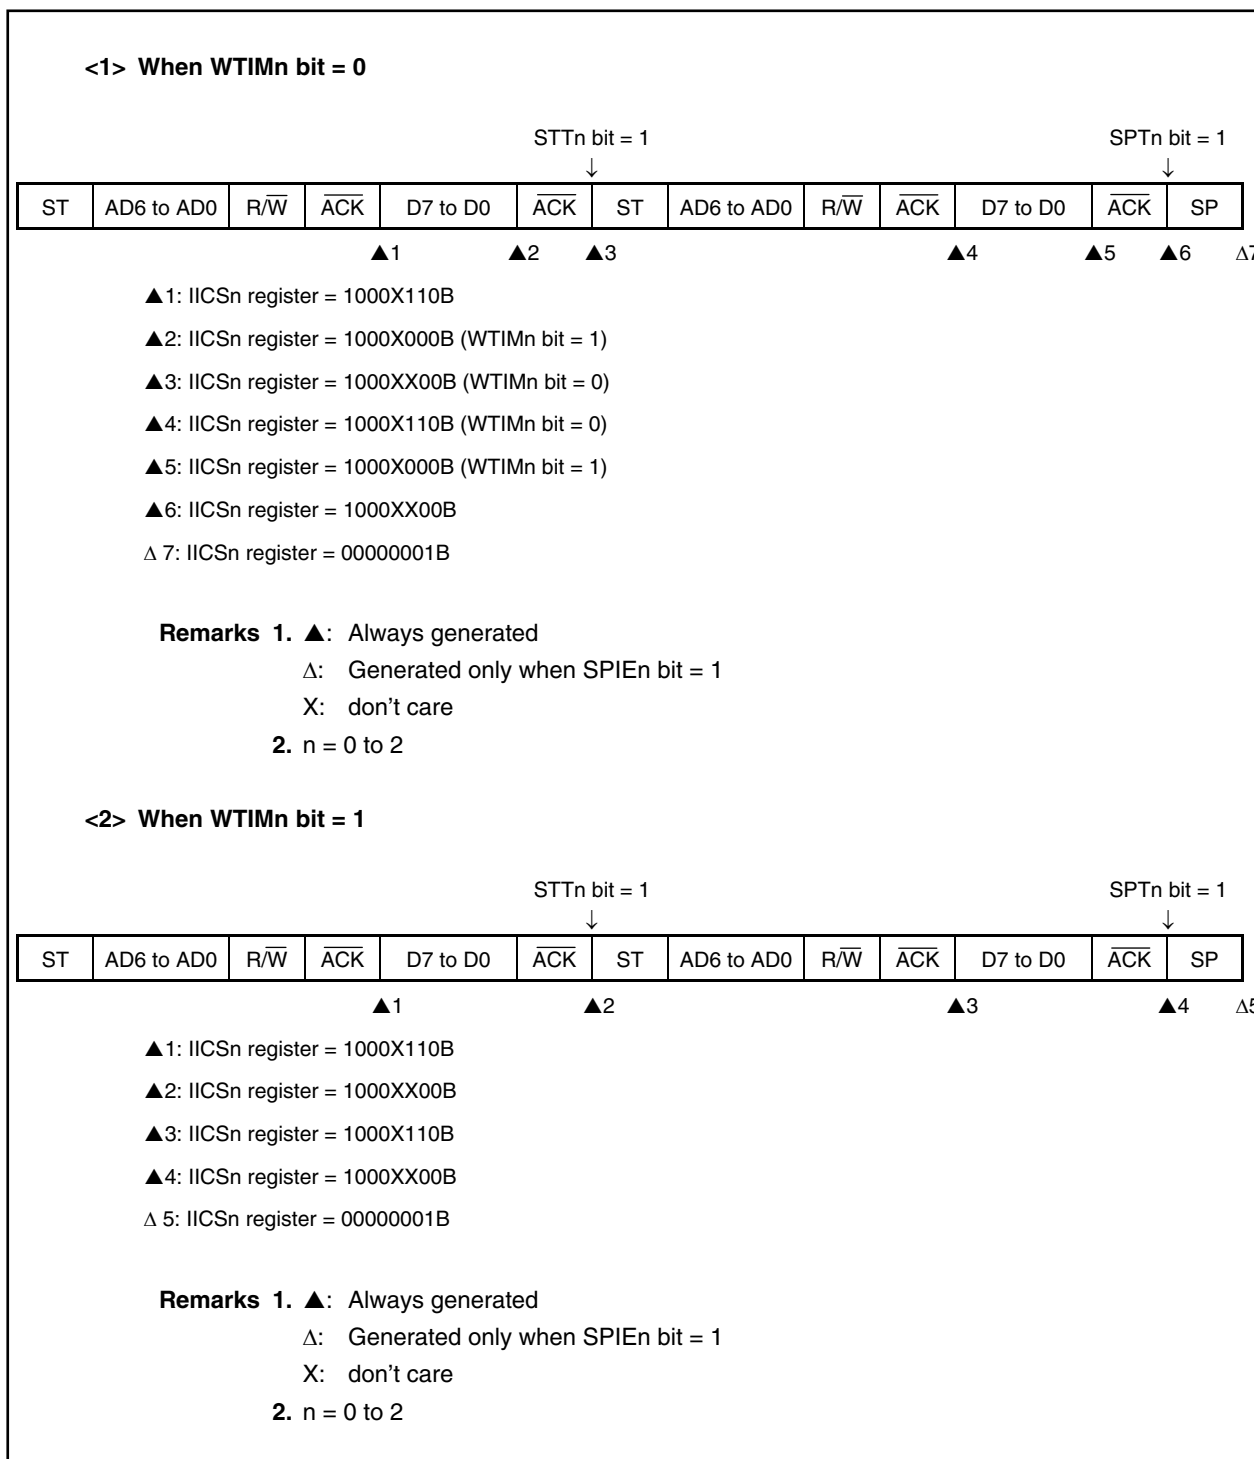 <1> When WTIMn bit = 0
STTn bit = 1 SPTn bit = 1
↓ ↓
ST AD6 to AD0 R/W̅ A̅C̅K̅ D7 to D0 A̅C̅K̅ ST AD6 to AD0 R/W̅ A̅C̅K̅ D7 to D0 A̅C̅K̅ SP
▲1 ▲2 ▲3 ▲4 ▲5 ▲6 Δ7
▲1: IICSn register = 1000X110B
▲2: IICSn register = 1000X000B (WTIMn bit = 1)
▲3: IICSn register = 1000XX00B (WTIMn bit = 0)
▲4: IICSn register = 1000X110B (WTIMn bit = 0)
▲5: IICSn register = 1000X000B (WTIMn bit = 1)
▲6: IICSn register = 1000XX00B
Δ 7: IICSn register = 00000001B
Remarks 1. ▲: Always generated
Δ: Generated only when SPIEn bit = 1
X: don't care
2. n = 0 to 2
<2> When WTIMn bit = 1
STTn bit = 1 SPTn bit = 1
↓ ↓
ST AD6 to AD0 R/W̅ A̅C̅K̅ D7 to D0 A̅C̅K̅ ST AD6 to AD0 R/W̅ A̅C̅K̅ D7 to D0 A̅C̅K̅ SP
▲1 ▲2 ▲3 ▲4 Δ5
▲1: IICSn register = 1000X110B
▲2: IICSn register = 1000XX00B
▲3: IICSn register = 1000X110B
▲4: IICSn register = 1000XX00B
Δ 5: IICSn register = 00000001B
Remarks 1. ▲: Always generated
Δ: Generated only when SPIEn bit = 1
X: don't care
2. n = 0 to 2